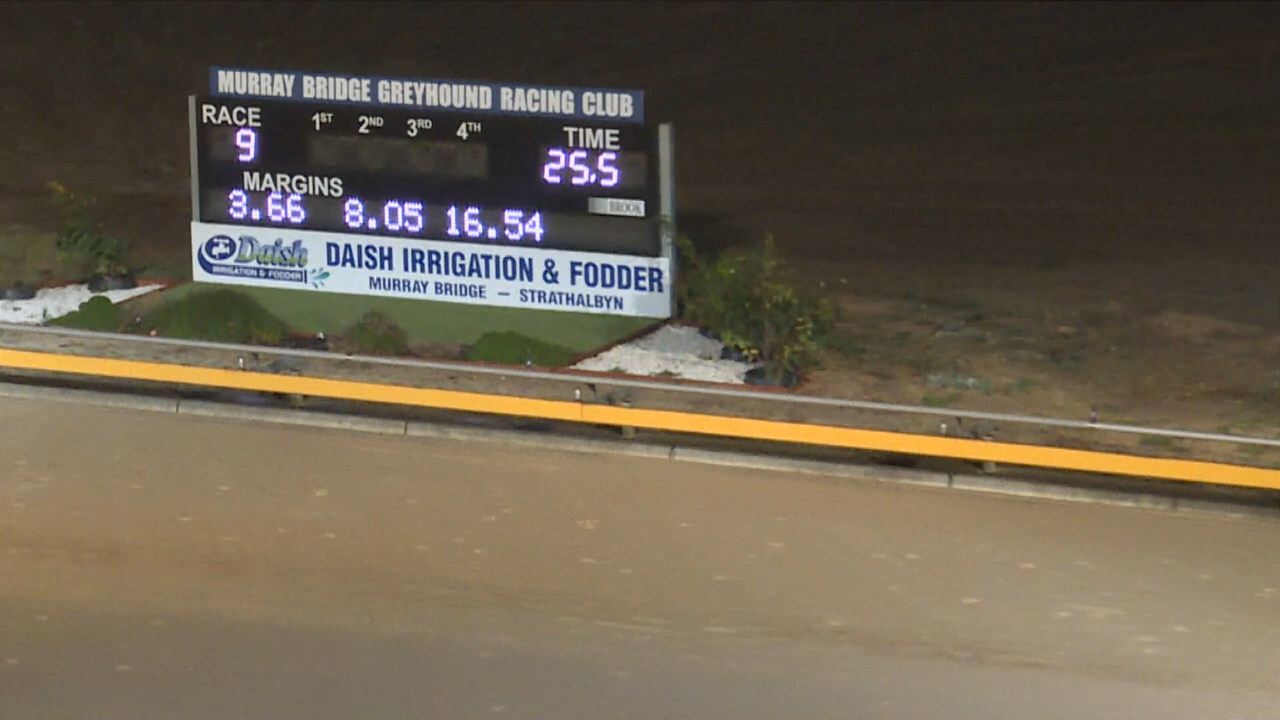 MURRAY BRIDGE GREYHOUND RACING CLUB
RACE 1ST 2ND 3RD 4TH TIME
9 25.5
MARGINS
3.66 8.05 16.54
BROOK
Daish
IRRIGATION & FODDER
DAISH IRRIGATION & FODDER
MURRAY BRIDGE – STRATHALBYN